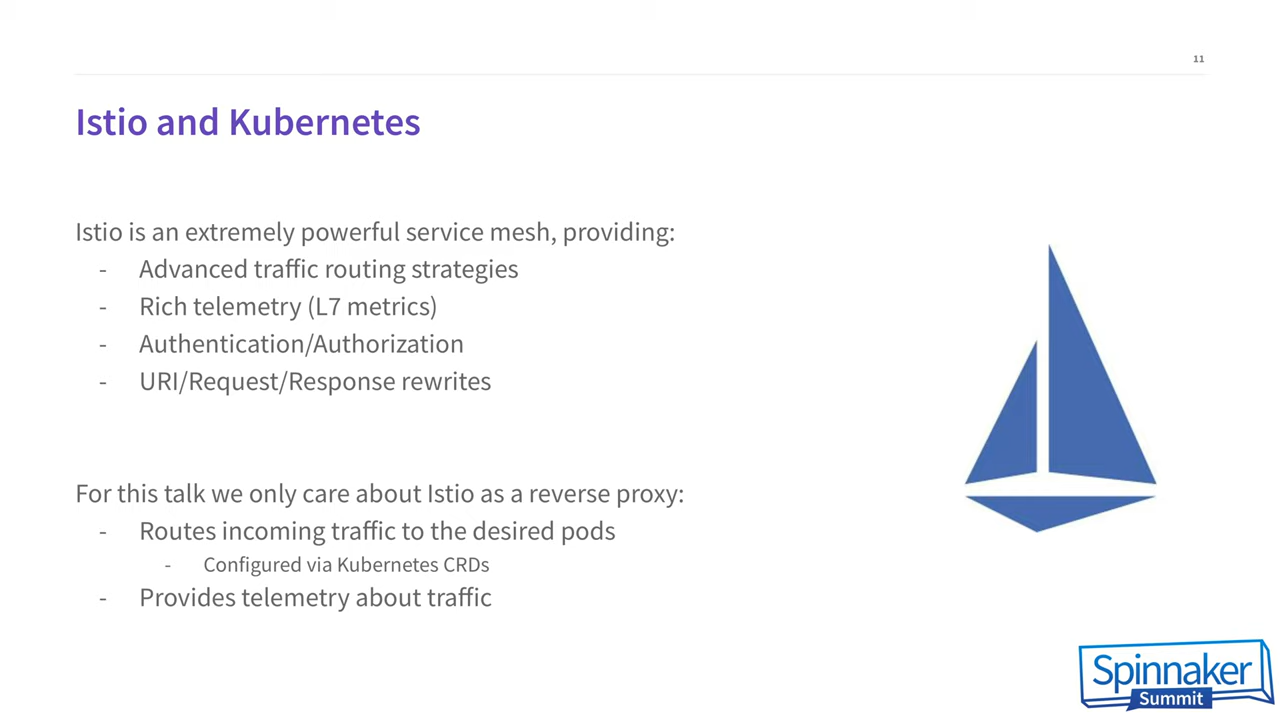 11
Istio and Kubernetes
Istio is an extremely powerful service mesh, providing:
- Advanced traffic routing strategies
- Rich telemetry (L7 metrics)
- Authentication/Authorization
- URI/Request/Response rewrites
For this talk we only care about Istio as a reverse proxy:
- Routes incoming traffic to the desired pods
- Configured via Kubernetes CRDs
- Provides telemetry about traffic
Spinnaker
Summit